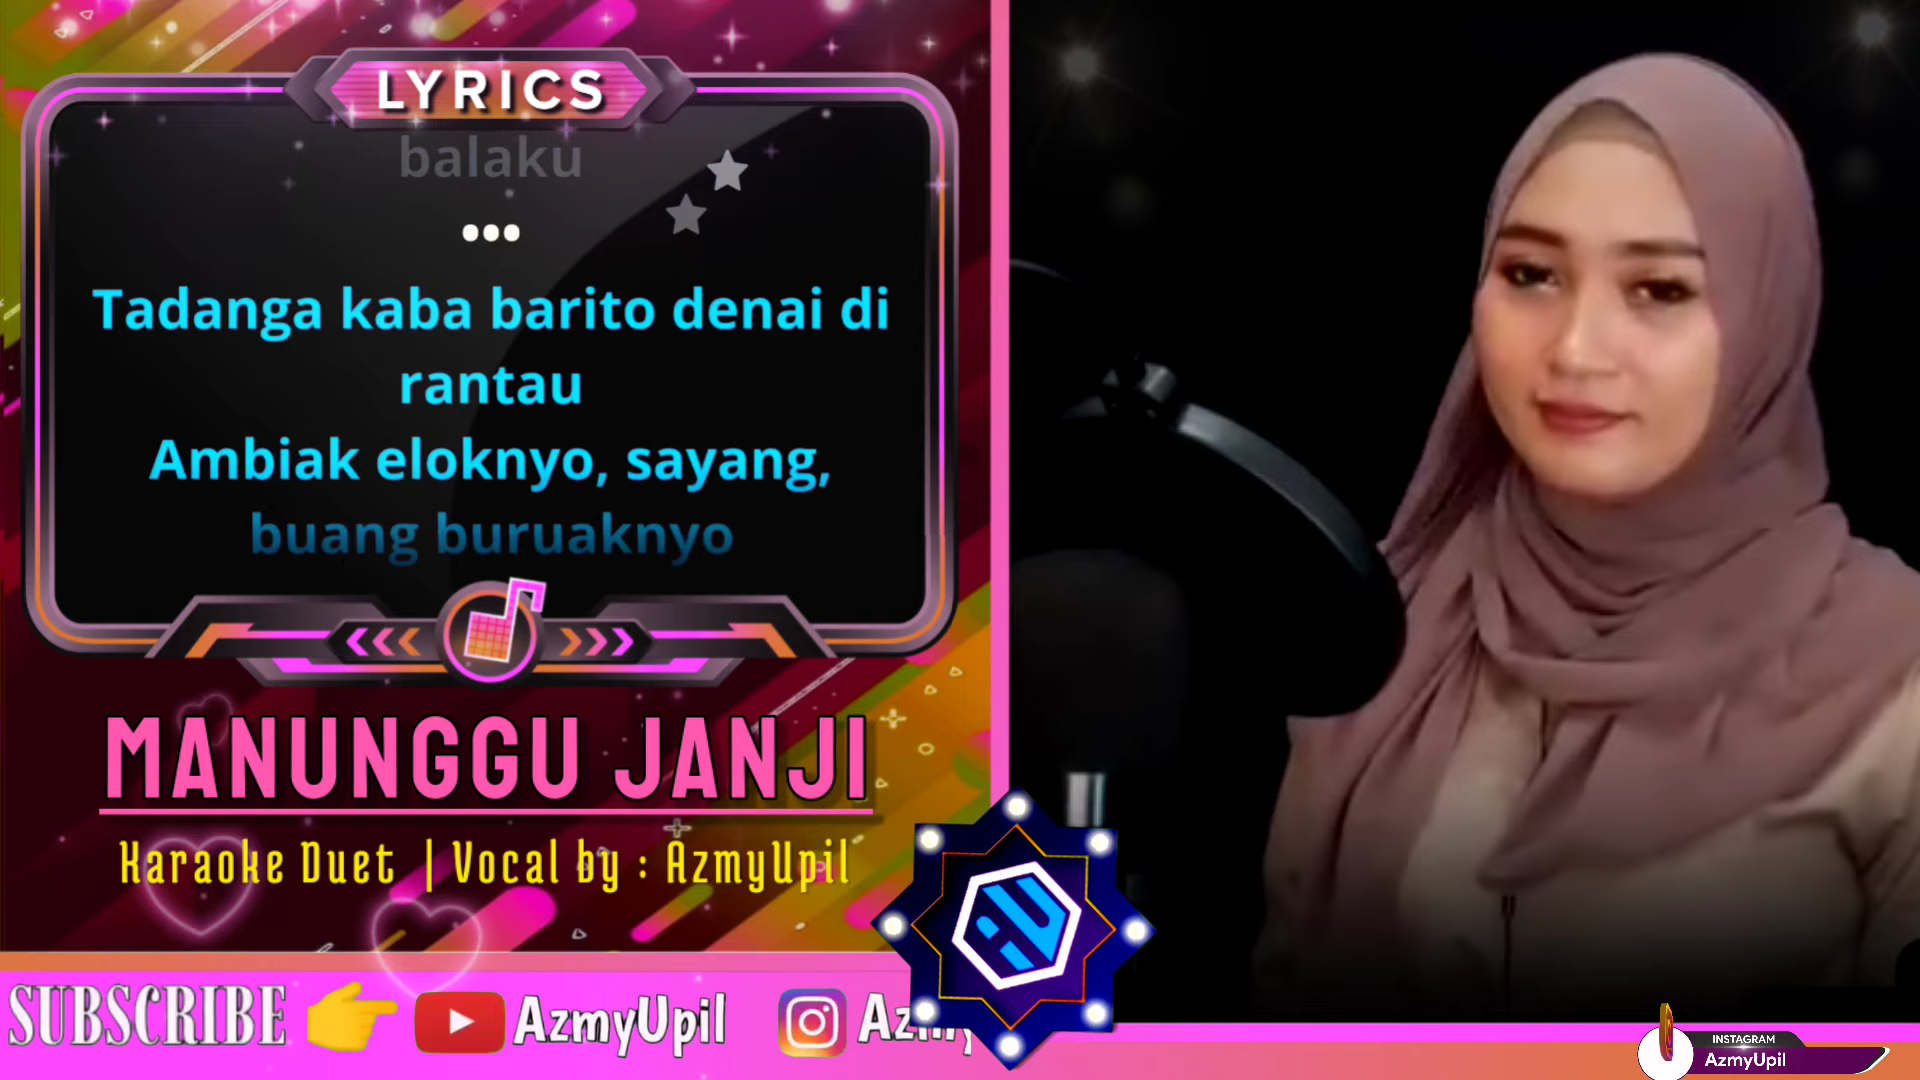 LYRICS
balaku
•••
Tadanga kaba barito denai di
rantau
Ambiak eloknyo, sayang,
buang buruaknyo
MANUNGGU JANJI
Karaoke Duet | Vocal by : AzmyUpil
SUBSCRIBE
AzmyUpil
INSTAGRAM
AzmyUpil